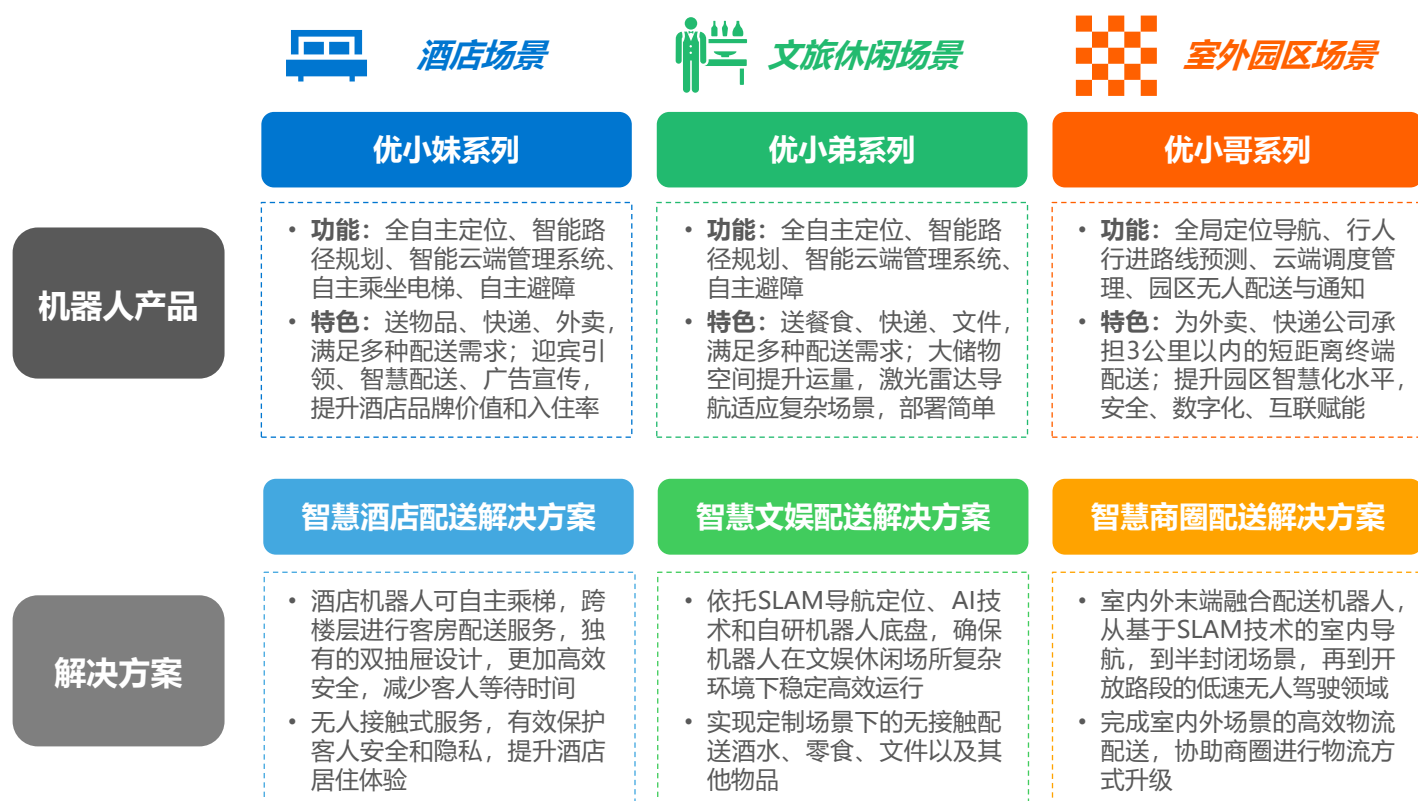 酒店场景
文旅休闲场景
室外园区场景
优小妹系列
优小弟系列
优小哥系列
机器人产品
• 功能：全自主定位、智能路
径规划、智能云端管理系统、
自主乘坐电梯、自主避障
• 特色：送物品、快递、外卖，
满足多种配送需求；迎宾引
领、智慧配送、广告宣传，
提升酒店品牌价值和入住率
• 功能：全自主定位、智能路
径规划、智能云端管理系统、
自主避障
• 特色：送餐食、快递、文件，
满足多种配送需求；大储物
空间提升运量，激光雷达导
航适应复杂场景，部署简单
• 功能：全局定位导航、行人
行进路线预测、云端调度管
理、园区无人配送与通知
• 特色：为外卖、快递公司承
担3公里以内的短距离终端
配送；提升园区智慧化水平，
安全、数字化、互联赋能
智慧酒店配送解决方案
智慧文娱配送解决方案
智慧商圈配送解决方案
解决方案
• 酒店机器人可自主乘梯，跨
楼层进行客房配送服务，独
有的双抽屉设计，更加高效
安全，减少客人等待时间
• 无人接触式服务，有效保护
客人安全和隐私，提升酒店
居住体验
• 依托SLAM导航定位、AI技
术和自研机器人底盘，确保
机器人在文娱休闲场所复杂
环境下稳定高效运行
• 实现定制场景下的无接触配
送酒水、零食、文件以及其
他物品
• 室内外末端融合配送机器人，
从基于SLAM技术的室内导
航，到半封闭场景，再到开
放路段的低速无人驾驶领域
• 完成室内外场景的高效物流
配送，协助商圈进行物流方
式升级